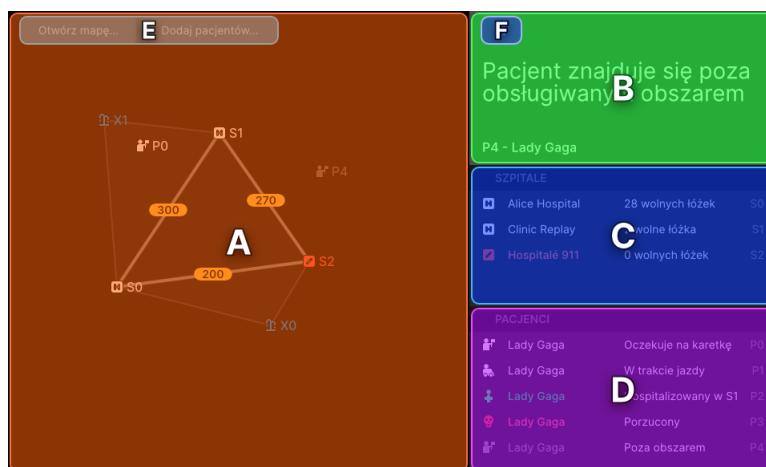 Otwórz mapę... E Dodaj pacjentów...
X1
S1
P0
P4
300
270
A
S2
200
S0
X0
F
Pacjent znajduje się poza
obsługiwanym obszarem
B
P4 - Lady Gaga
SZPITALE
Alice Hospital 28 wolnych łóżek S0
Clinic Replay wolne łóżka S1
C
Hospitalé 911 0 wolnych łóżek S2
PACJENCI
Lady Gaga Oczekuje na karetkę P0
Lady Gaga W trakcie jazdy P1
D
Lady Gaga Hospitalizowany w S1 P2
Lady Gaga Porzucony P3
Lady Gaga Poza obszarem P4